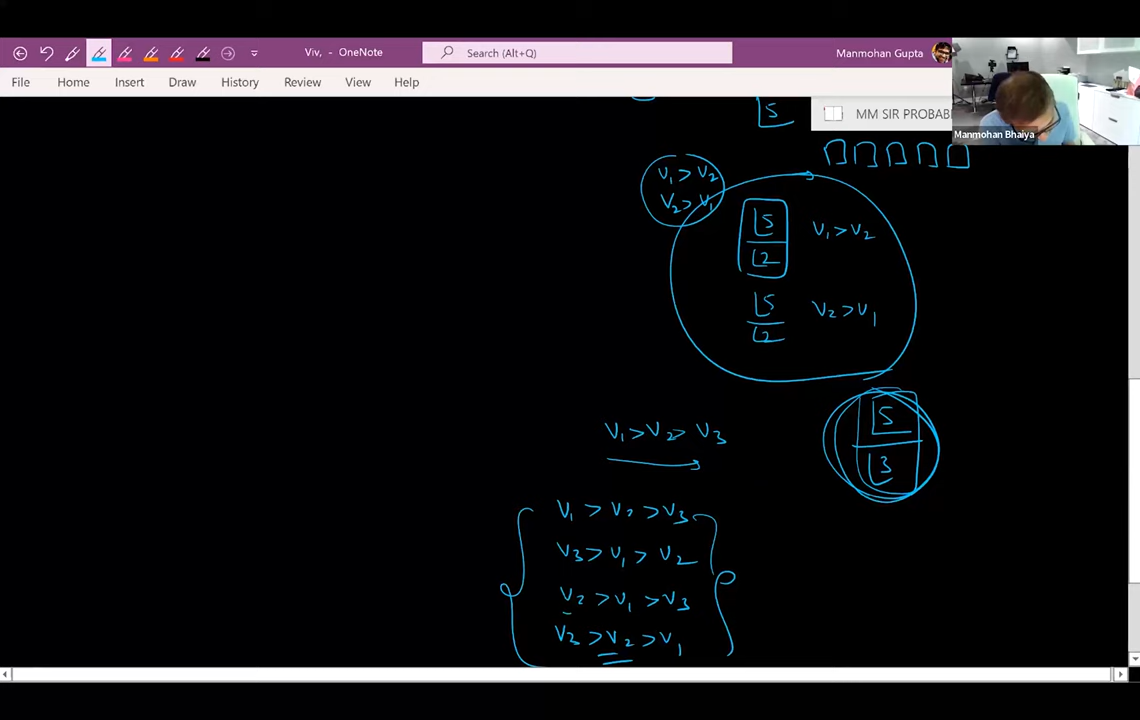 Viv, - OneNote
Search (Alt+Q)
Manmohan Gupta
File Home Insert Draw History Review View Help
MM SIR PROBAB
Manmohan Bhaiya
5
V₁ > V₂
V₂ > V₁
⌊5 / ⌊2 V₁ > V₂
⌊5 / ⌊2 V₂ > V₁
⌊5 / ⌊3
V₁ > V₂ > V₃
V₁ > V₂ > V₃
V₃ > V₁ > V₂
V₂ > V₁ > V₃
V₃ > V₂ > V₁